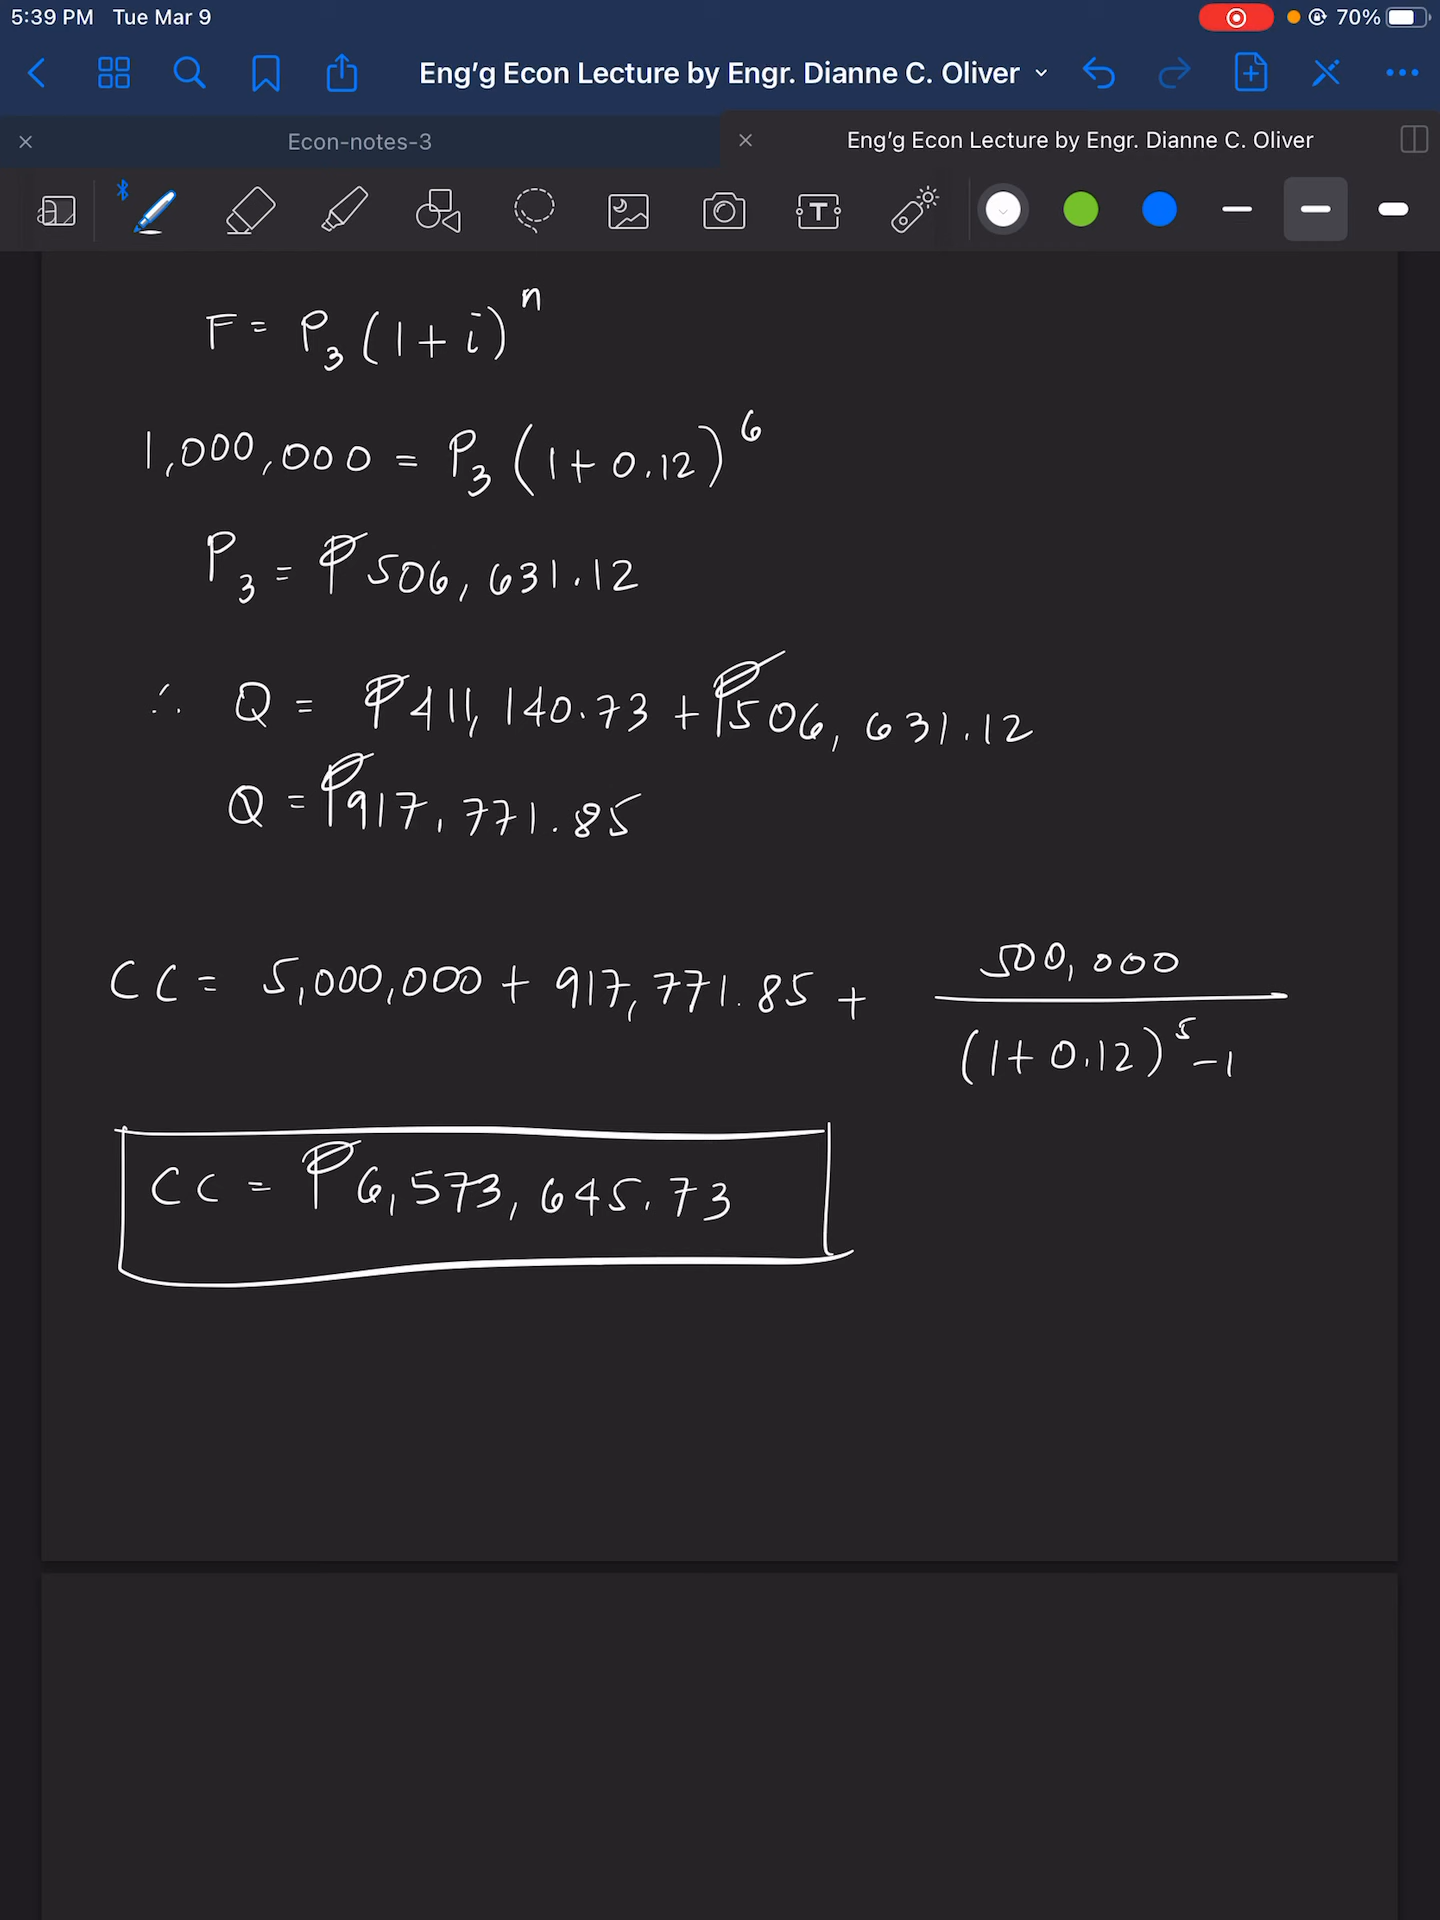 5:39 PM Tue Mar 9 70%
Eng'g Econ Lecture by Engr. Dianne C. Oliver
Econ-notes-3 Eng'g Econ Lecture by Engr. Dianne C. Oliver
F = P₃(1+i)ⁿ
1,000,000 = P₃(1+0.12)⁶
P₃ = ₱506,631.12
∴ Q = ₱411,140.73 + ₱506,631.12
Q = ₱917,771.85
CC = 5,000,000 + 917,771.85 + 500,000 / (1+0.12)⁵-1
CC = ₱6,573,645.73